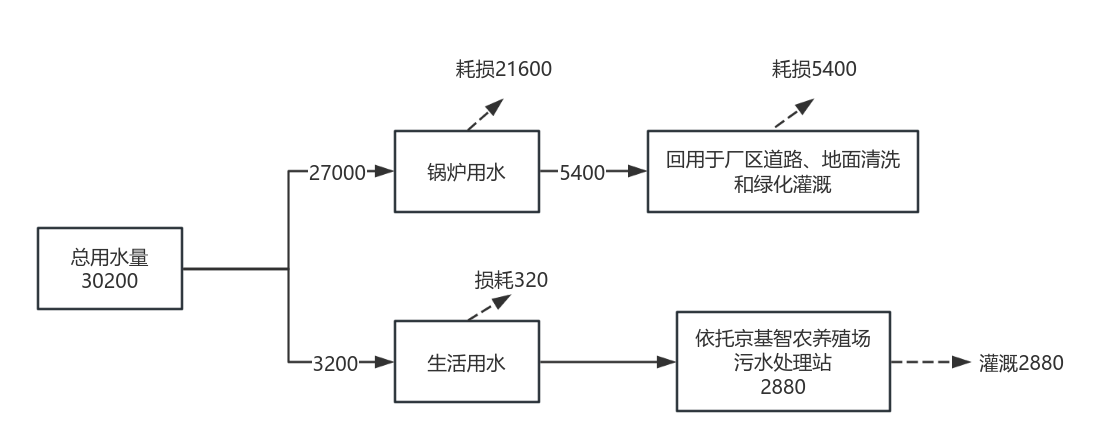 耗损21600
耗损5400
27000
锅炉用水
5400
回用于厂区道路、地面清洗
和绿化灌溉
总用水量
30200
损耗320
3200
生活用水
依托京基智农养殖场
污水处理站
2880
灌溉2880